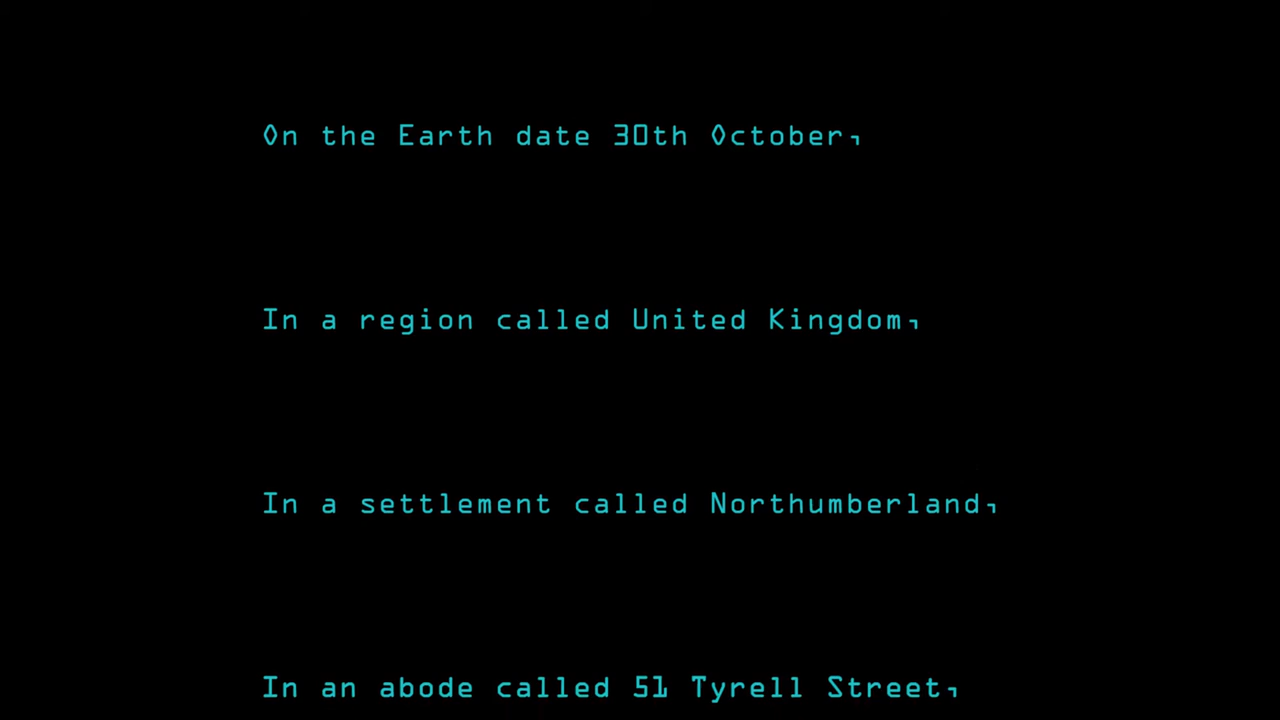 On the Earth date 30th October,
In a region called United Kingdom,
In a settlement called Northumberland,
In an abode called 51 Tyrell Street,